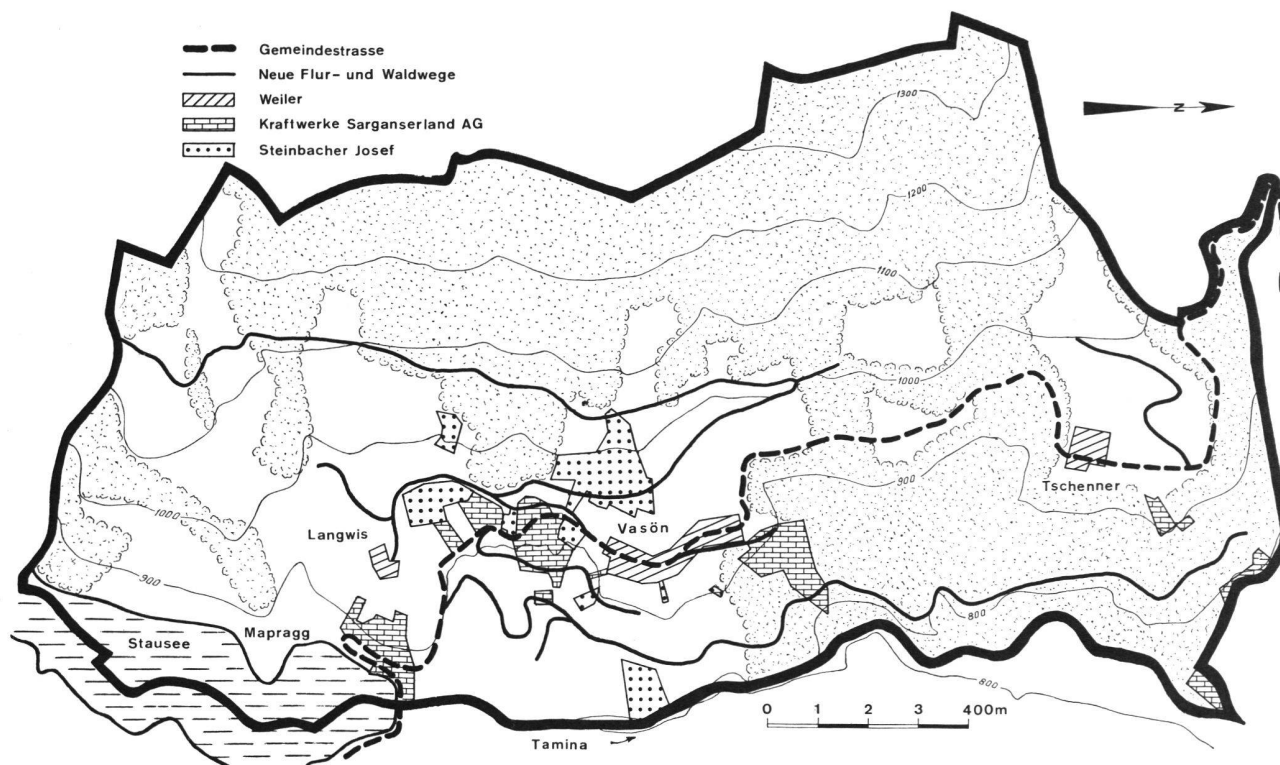 Gemeindestrasse
Neue Flur- und Waldwege
Weiler
Kraftwerke Sarganserland AG
Steinbacher Josef
1300
N
1200
1100
1000
900
Tschenner
1000
Langwis
Vasön
900
Stausee
Mapragg
800
800
0 1 2 3 400m
Tamina